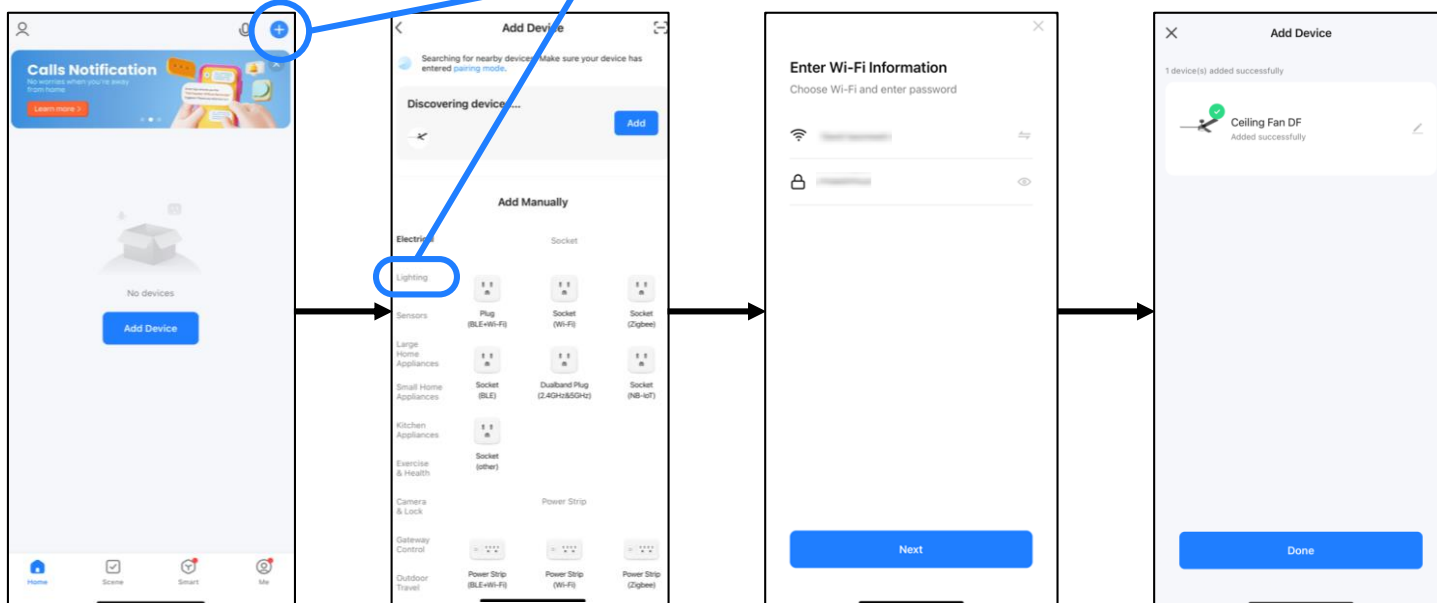 Calls Notification
No worries when you're away
from home
Learn more >
No devices
Add Device
Home
Scene
Smart
Me
Add Device
Searching for nearby devices. Make sure your device has
entered pairing mode.
Discovering devices...
Add
Add Manually
Electrical
Lighting
Sensors
Large
Home
Appliances
Small Home
Appliances
Kitchen
Appliances
Exercise
& Health
Camera
& Lock
Gateway
Control
Outdoor
Travel
Socket
Plug
(BLE+Wi-Fi)
Socket
(Wi-Fi)
Socket
(Zigbee)
Socket
(BLE)
Dualband Plug
(2.4GHz&5GHz)
Socket
(NB-IoT)
Socket
(other)
Power Strip
Power Strip
(BLE+Wi-Fi)
Power Strip
(Wi-Fi)
Power Strip
(Zigbee)
Enter Wi-Fi Information
Choose Wi-Fi and enter password
Next
Add Device
1 device(s) added successfully
Ceiling Fan DF
Added successfully
Done